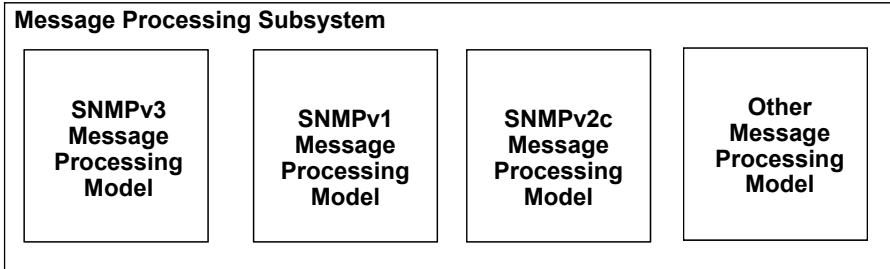 Message Processing Subsystem
SNMPv3
Message
Processing
Model
SNMPv1
Message
Processing
Model
SNMPv2c
Message
Processing
Model
Other
Message
Processing
Model